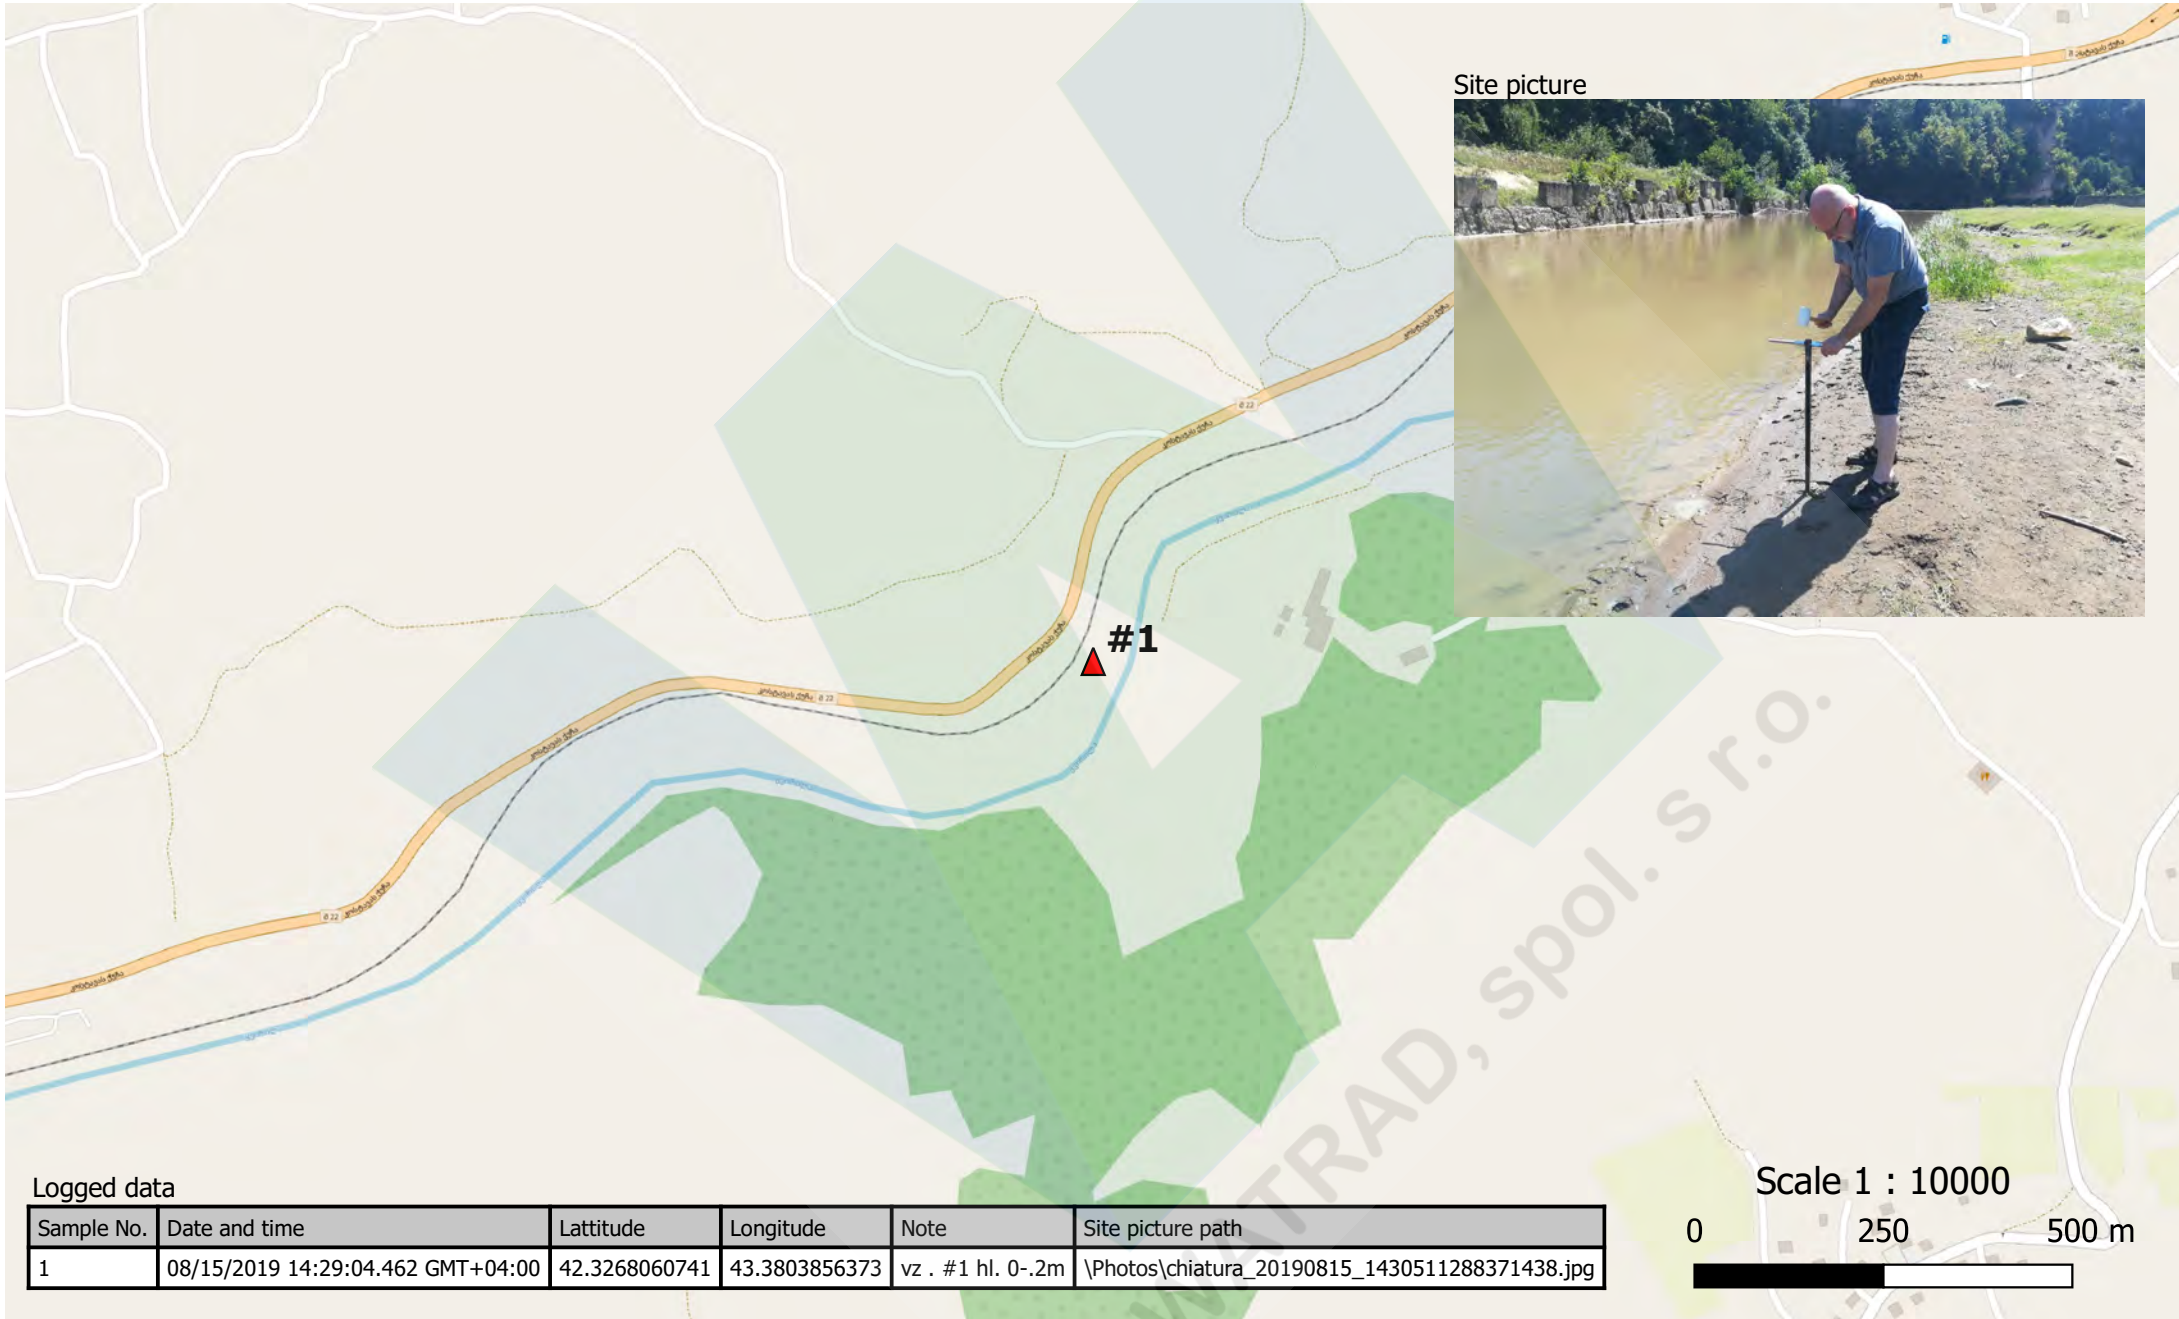 Site picture
#1
Scale 1 : 10000
0 250 500 m
Logged data
Sample No. Date and time Lattitude Longitude Note Site picture path
1 08/15/2019 14:29:04.462 GMT+04:00 42.3268060741 43.3803856373 vz . #1 hl. 0-.2m \Photos\chiatura_20190815_1430511288371438.jpg
WATRAD, spol. s r.o.